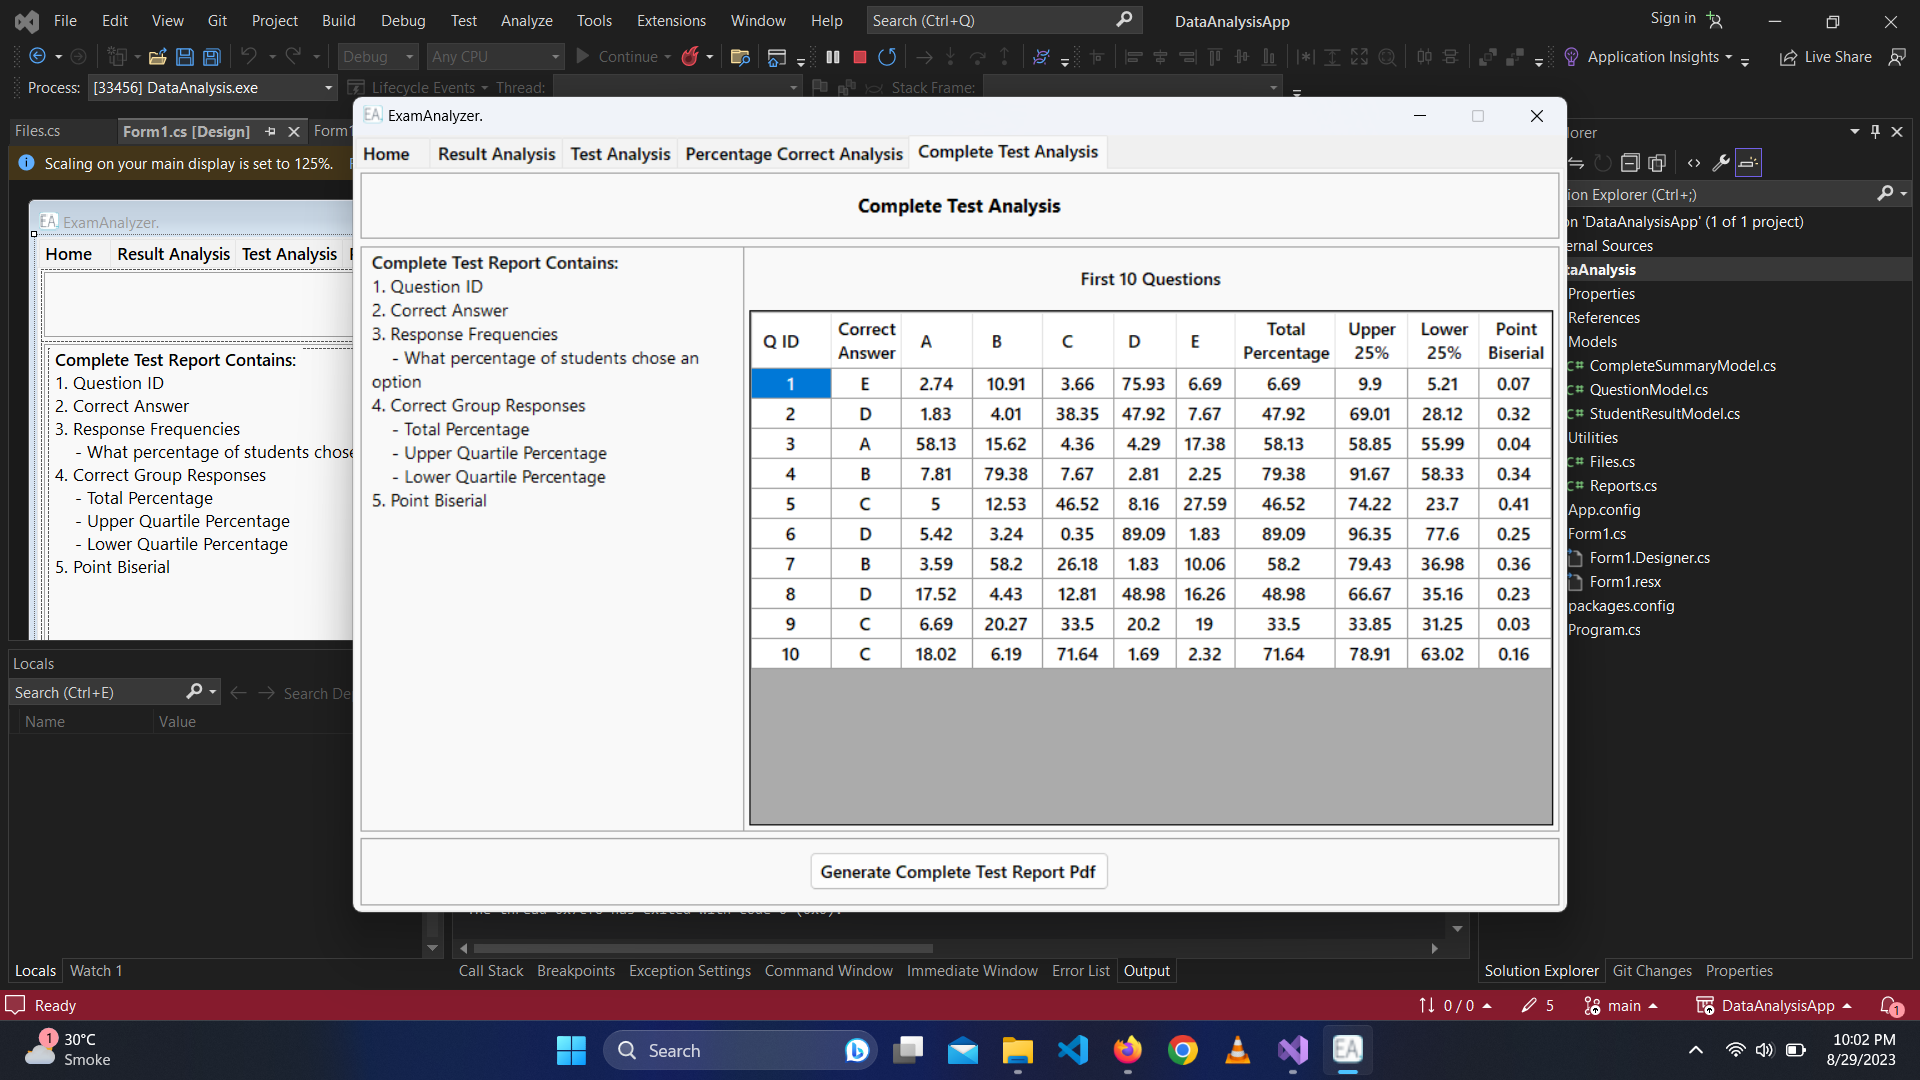 File Edit View Git Project Build Debug Test Analyze Tools Extensions Window Help Search (Ctrl+Q) DataAnalysisApp Sign in
Debug Any CPU Continue Application Insights Live Share
Process: [33456] DataAnalysis.exe Lifecycle Events Thread: Stack Frame:
Files.cs Form1.cs [Design] Form1
Scaling on your main display is set to 125%.
ExamAnalyzer.
Home Result Analysis Test Analysis
Complete Test Report Contains:
1. Question ID
2. Correct Answer
3. Response Frequencies
- What percentage of students chose
4. Correct Group Responses
- Total Percentage
- Upper Quartile Percentage
- Lower Quartile Percentage
5. Point Biserial
Locals
Search (Ctrl+E) Search De
Name Value
Locals Watch 1
EA ExamAnalyzer.
Home Result Analysis Test Analysis Percentage Correct Analysis Complete Test Analysis
Complete Test Analysis
Complete Test Report Contains:
1. Question ID
2. Correct Answer
3. Response Frequencies
- What percentage of students chose an
option
4. Correct Group Responses
- Total Percentage
- Upper Quartile Percentage
- Lower Quartile Percentage
5. Point Biserial
First 10 Questions
Q ID Correct Answer A B C D E Total Percentage Upper 25% Lower 25% Point Biserial
1 E 2.74 10.91 3.66 75.93 6.69 6.69 9.9 5.21 0.07
2 D 1.83 4.01 38.35 47.92 7.67 47.92 69.01 28.12 0.32
3 A 58.13 15.62 4.36 4.29 17.38 58.13 58.85 55.99 0.04
4 B 7.81 79.38 7.67 2.81 2.25 79.38 91.67 58.33 0.34
5 C 5 12.53 46.52 8.16 27.59 46.52 74.22 23.7 0.41
6 D 5.42 3.24 0.35 89.09 1.83 89.09 96.35 77.6 0.25
7 B 3.59 58.2 26.18 1.83 10.06 58.2 79.43 36.98 0.36
8 D 17.52 4.43 12.81 48.98 16.26 48.98 66.67 35.16 0.23
9 C 6.69 20.27 33.5 20.2 19 33.5 33.85 31.25 0.03
10 C 18.02 6.19 71.64 1.69 2.32 71.64 78.91 63.02 0.16
Generate Complete Test Report Pdf
Call Stack Breakpoints Exception Settings Command Window Immediate Window Error List Output
lorer
ion Explorer (Ctrl+;)
on 'DataAnalysisApp' (1 of 1 project)
ernal Sources
taAnalysis
Properties
References
Models
C# CompleteSummaryModel.cs
C# QuestionModel.cs
C# StudentResultModel.cs
Utilities
C# Files.cs
C# Reports.cs
App.config
Form1.cs
Form1.Designer.cs
Form1.resx
packages.config
Program.cs
Solution Explorer Git Changes Properties
Ready 0 / 0 5 main DataAnalysisApp 1
1 30°C
Smoke
Search EA 10:02 PM
8/29/2023